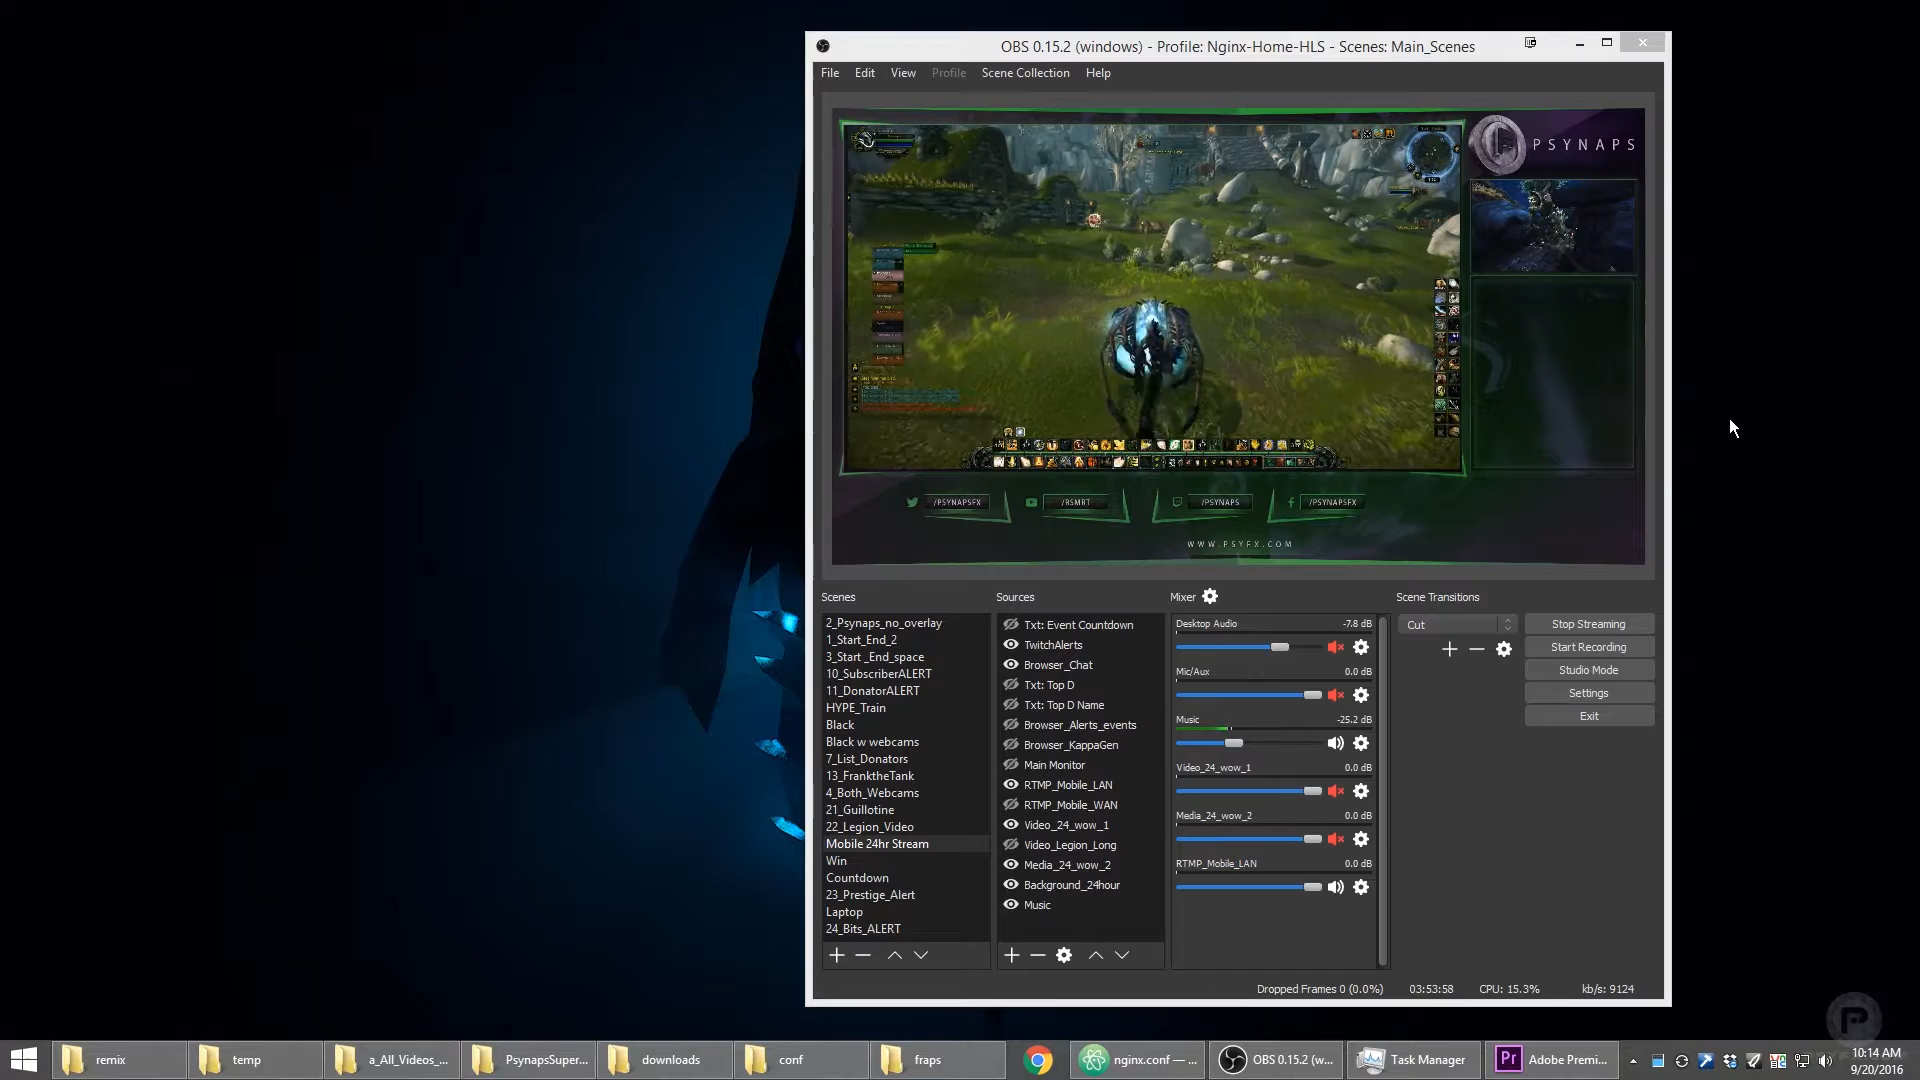 OBS 0.15.2 (windows) - Profile: Nginx-Home-HLS - Scenes: Main_Scenes
File Edit View Profile Scene Collection Help
PSYNAPS
/PSYNAPSFX /RSMRT /PSYNAPS /PSYNAPSFX
WWW.PSYFX.COM
Scenes
2_Psynaps_no_overlay
1_Start_End_2
3_Start _End_space
10_SubscriberALERT
11_DonatorALERT
HYPE_Train
Black
Black w webcams
7_List_Donators
13_FranktheTank
4_Both_Webcams
21_Guillotine
22_Legion_Video
Mobile 24hr Stream
Win
Countdown
23_Prestige_Alert
Laptop
24_Bits_ALERT
Sources
Txt: Event Countdown
TwitchAlerts
Browser_Chat
Txt: Top D
Txt: Top D Name
Browser_Alerts_events
Browser_KappaGen
Main Monitor
RTMP_Mobile_LAN
RTMP_Mobile_WAN
Video_24_wow_1
Video_Legion_Long
Media_24_wow_2
Background_24hour
Music
Mixer
Desktop Audio -7.8 dB
Mic/Aux 0.0 dB
Music -25.2 dB
Video_24_wow_1 0.0 dB
Media_24_wow_2 0.0 dB
RTMP_Mobile_LAN 0.0 dB
Scene Transitions
Cut
Stop Streaming
Start Recording
Studio Mode
Settings
Exit
Dropped Frames 0 (0.0%) 03:53:58 CPU: 15.3% kb/s: 9124
remix temp a_All_Videos_... PsynapsSuper... downloads conf fraps nginx.conf — ... OBS 0.15.2 (w... Task Manager Pr Adobe Premi... 10:14 AM
9/20/2016